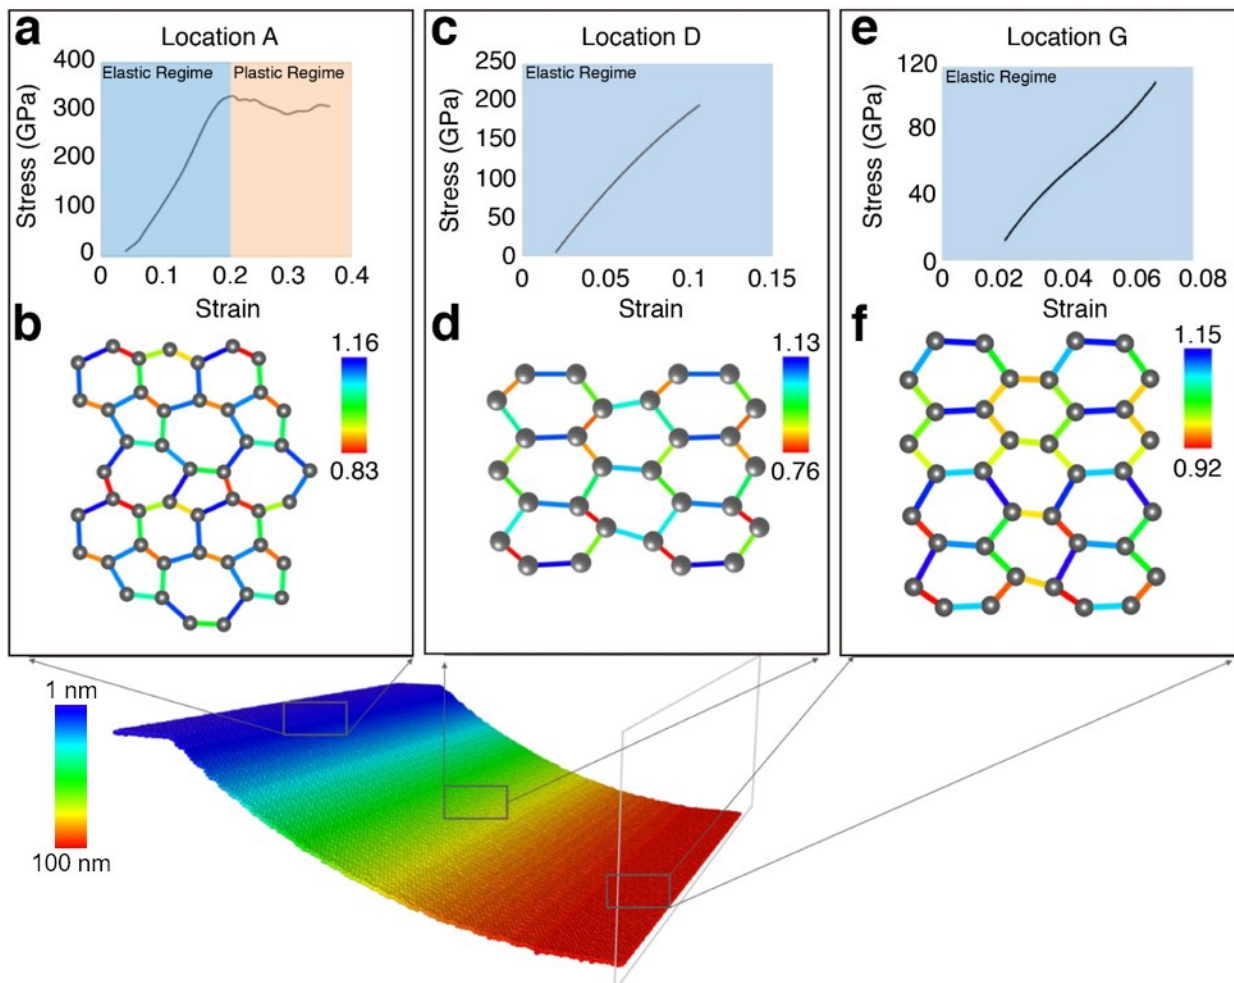 a
Location A
400
300
200
100
0
Stress (GPa)
Elastic Regime
Plastic Regime
0 0.1 0.2 0.3 0.4
Strain
b
1.16
0.83
c
Location D
250
200
150
100
50
0
Stress (GPa)
Elastic Regime
0 0.05 0.1 0.15
Strain
d
1.13
0.76
e
Location G
120
80
40
0
Stress (GPa)
Elastic Regime
0 0.02 0.04 0.06 0.08
Strain
f
1.15
0.92
1 nm
100 nm